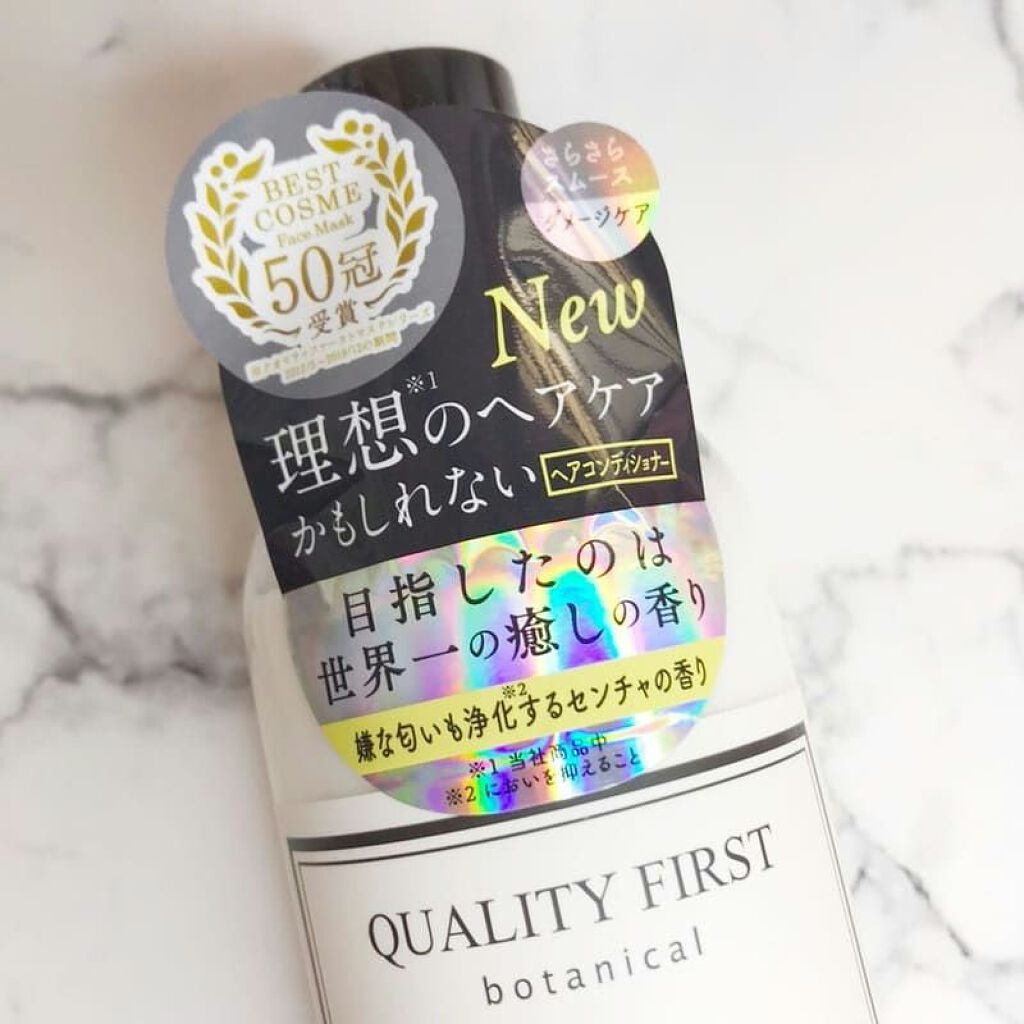 BEST
COSME
Face Mask
50冠
受賞
さらさら
スムース
ダメージケア
New
理想※1のヘアケア
かもしれない
ヘアコンディショナー
目指したのは
世界一の癒しの香り
嫌な匂いも浄化※2するセンチャの香り
※1 当社商品中
※2 においを抑えること
QUALITY FIRST
botanical